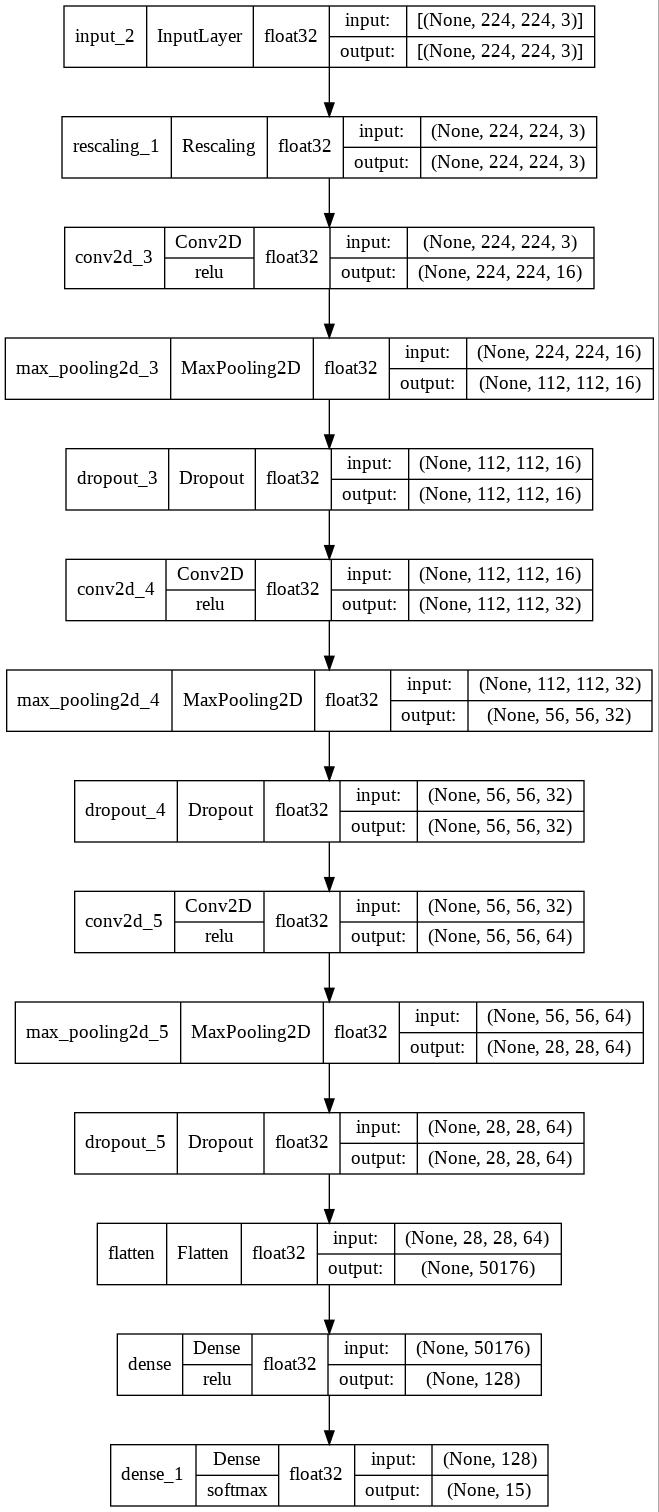 input_2 InputLayer float32 input: [(None, 224, 224, 3)]
output: [(None, 224, 224, 3)]
rescaling_1 Rescaling float32 input: (None, 224, 224, 3)
output: (None, 224, 224, 3)
conv2d_3 Conv2D relu float32 input: (None, 224, 224, 3)
output: (None, 224, 224, 16)
max_pooling2d_3 MaxPooling2D float32 input: (None, 224, 224, 16)
output: (None, 112, 112, 16)
dropout_3 Dropout float32 input: (None, 112, 112, 16)
output: (None, 112, 112, 16)
conv2d_4 Conv2D relu float32 input: (None, 112, 112, 16)
output: (None, 112, 112, 32)
max_pooling2d_4 MaxPooling2D float32 input: (None, 112, 112, 32)
output: (None, 56, 56, 32)
dropout_4 Dropout float32 input: (None, 56, 56, 32)
output: (None, 56, 56, 32)
conv2d_5 Conv2D relu float32 input: (None, 56, 56, 32)
output: (None, 56, 56, 64)
max_pooling2d_5 MaxPooling2D float32 input: (None, 56, 56, 64)
output: (None, 28, 28, 64)
dropout_5 Dropout float32 input: (None, 28, 28, 64)
output: (None, 28, 28, 64)
flatten Flatten float32 input: (None, 28, 28, 64)
output: (None, 50176)
dense Dense relu float32 input: (None, 50176)
output: (None, 128)
dense_1 Dense softmax float32 input: (None, 128)
output: (None, 15)